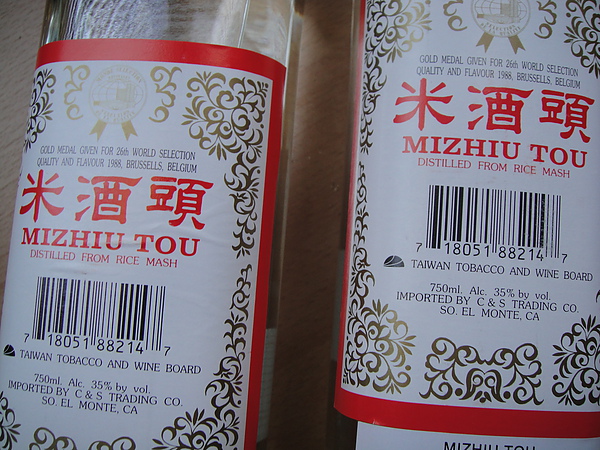 GOLD MEDAL GIVEN FOR 26th WORLD SELECTION
QUALITY AND FLAVOUR 1988, BRUSSELS, BELGIUM
米酒頭
MIZHIU TOU
DISTILLED FROM RICE MASH
7 18051 88214 7
TAIWAN TOBACCO AND WINE BOARD
750ml. Alc. 35% by vol.
IMPORTED BY C & S TRADING CO.
SO. EL MONTE, CA
GOLD MEDAL GIVEN FOR 26th WORLD SELECTION
QUALITY AND FLAVOUR 1988, BRUSSELLS, BELGIUM
米酒頭
MIZHIU TOU
DISTILLED FROM RICE MASH
7 18051 88214 7
TAIWAN TOBACCO AND WINE BOARD
750ml. Alc. 35% by vol.
IMPORTED BY C & S TRADING CO.
SO. EL MONTE, CA
MIZHIU TOU